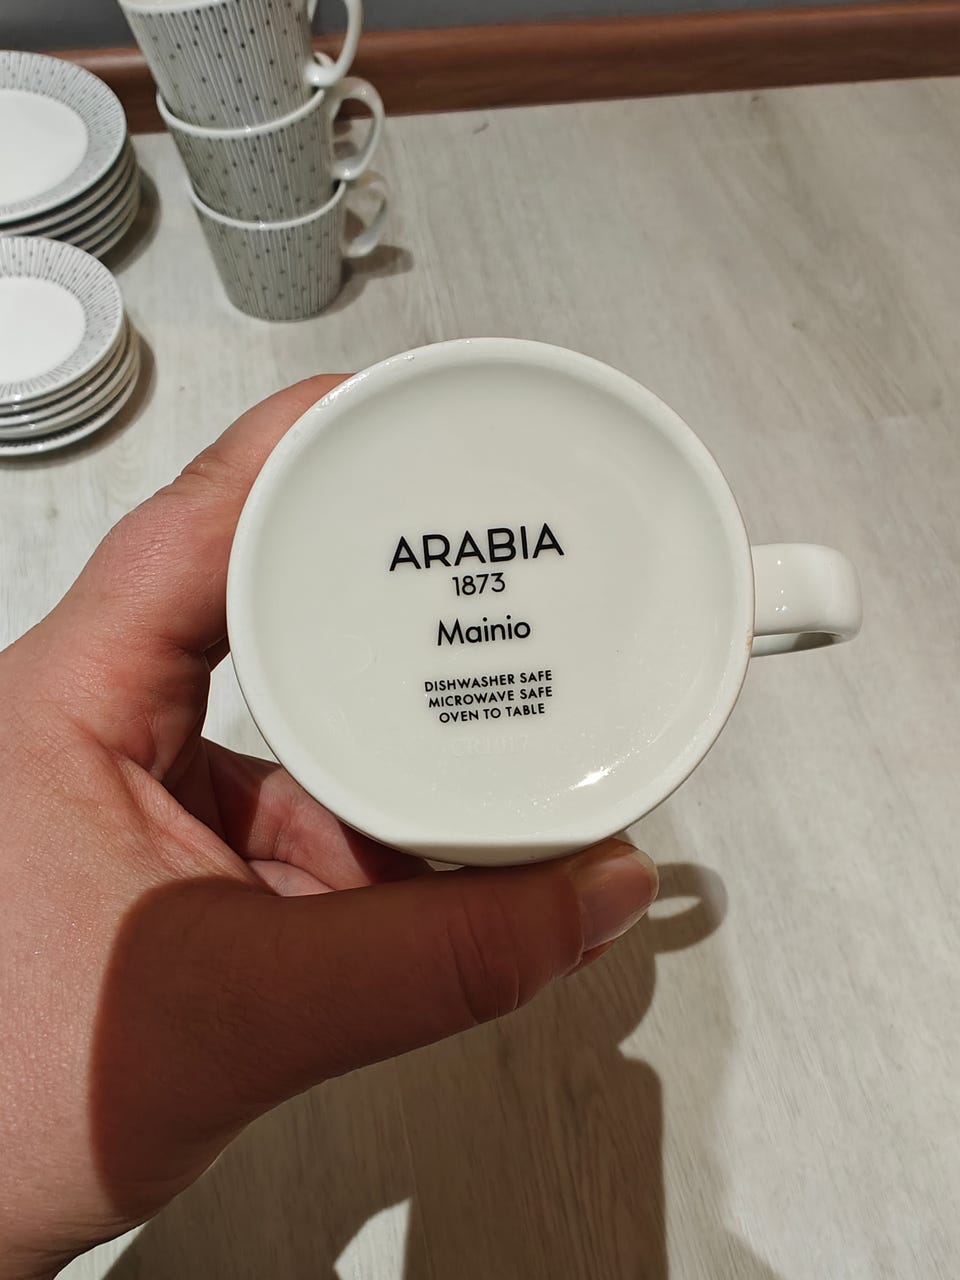 ARABIA
1873
Mainio
DISHWASHER SAFE
MICROWAVE SAFE
OVEN TO TABLE